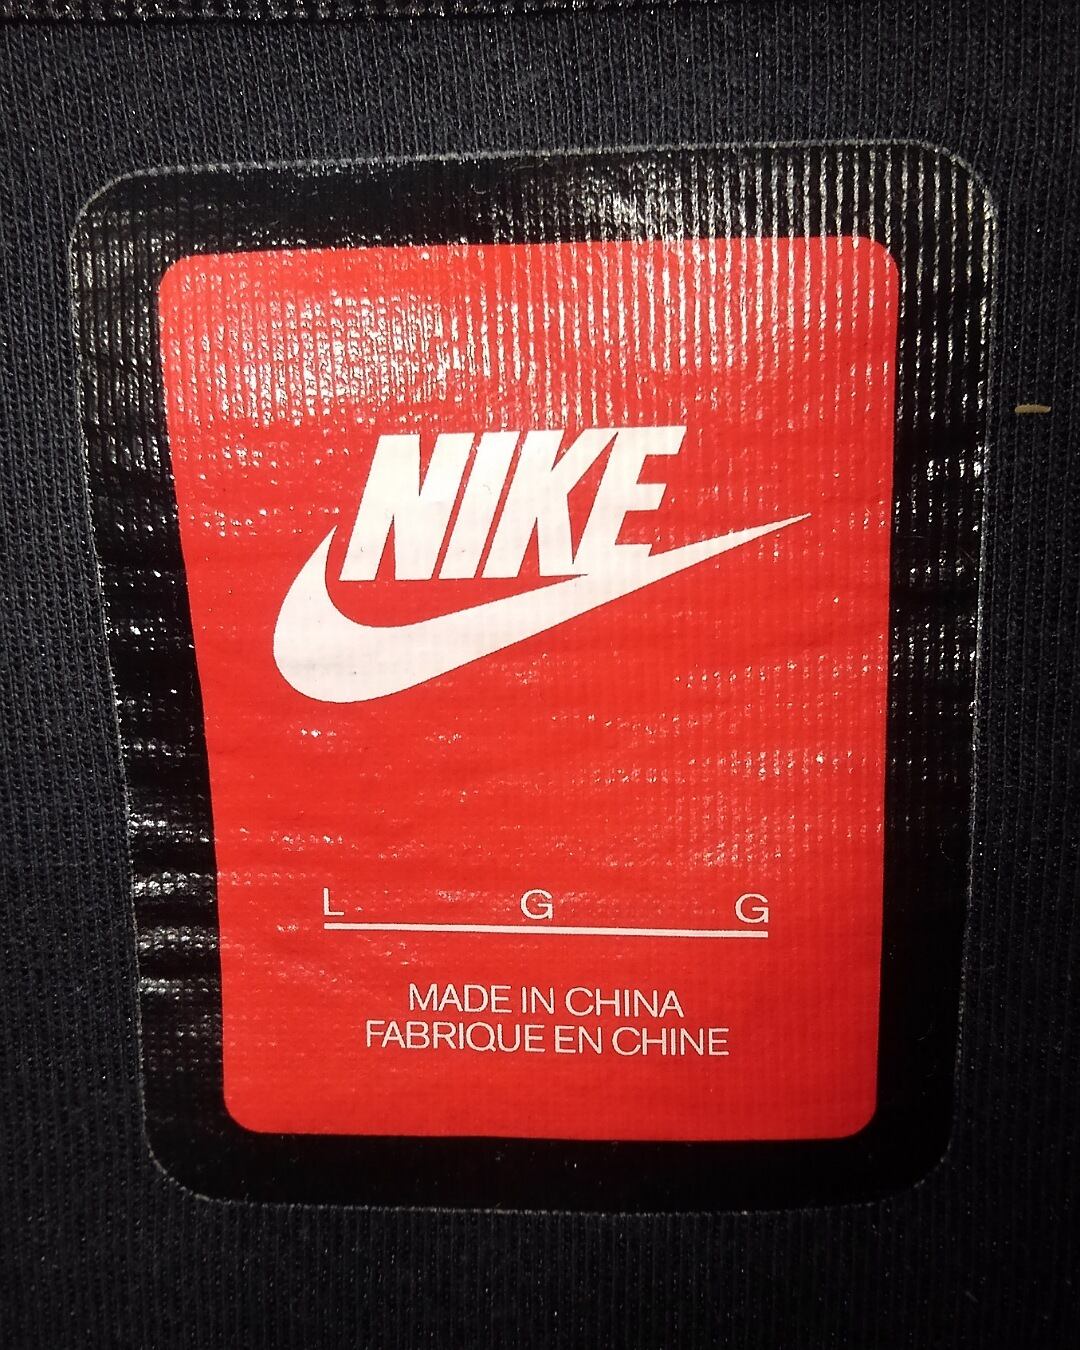 NIKE
L G G
MADE IN CHINA
FABRIQUE EN CHINE